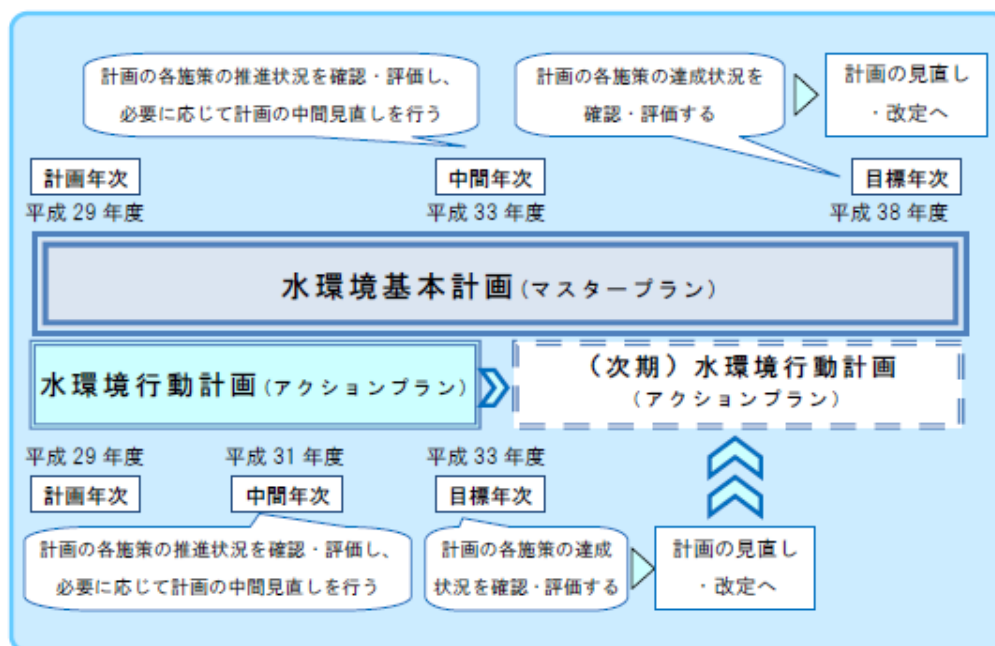 計画の各施策の推進状況を確認・評価し、
必要に応じて計画の中間見直しを行う
計画の各施策の達成状況を
確認・評価する
計画の見直し
・改定へ
計画年次
中間年次
目標年次
平成 29 年度
平成 33 年度
平成 38 年度
水環境基本計画(マスタープラン)
水環境行動計画(アクションプラン)
(次期)水環境行動計画
(アクションプラン)
平成 29 年度
平成 31 年度
平成 33 年度
計画年次
中間年次
目標年次
計画の各施策の推進状況を確認・評価し、
必要に応じて計画の中間見直しを行う
計画の各施策の達成
状況を確認・評価する
計画の見直し
・改定へ